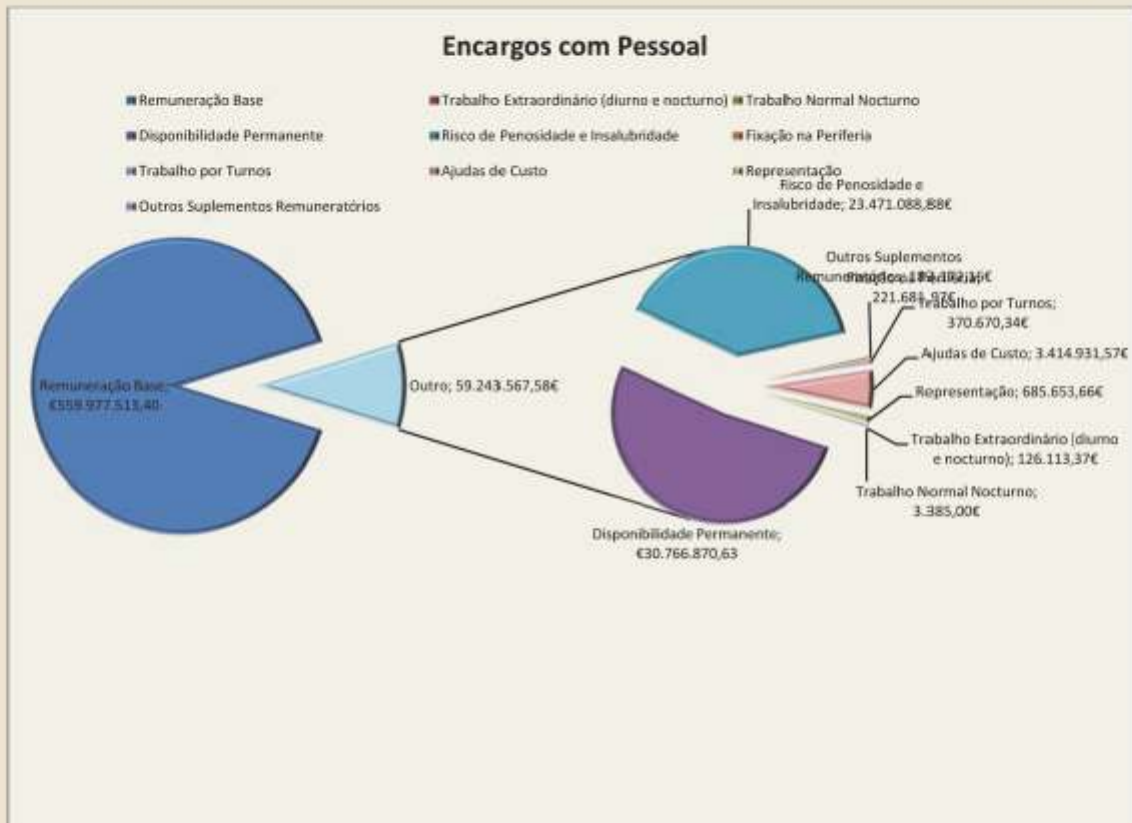 Encargos com Pessoal
Remuneração Base
Trabalho Extraordinário (diurno e nocturno)
Trabalho Normal Nocturno
Disponibilidade Permanente
Risco de Penosidade e Insalubridade
Fixação na Periferia
Trabalho por Turnos
Ajudas de Custo
Representação
Outros Suplementos Remuneratórios
Risco de Penosidade e
Insalubridade; 23.471.088,88€
Outros Suplementos
221.681,97€
Trabalho por Turnos;
370.670,34€
Ajudas de Custo; 3.414.931,57€
Remuneração Base;
€559.977.513,40
Outro; 59.243.567,58€
Representação; 685.653,66€
Trabalho Extraordinário (diurno
e nocturno); 126.113,37€
Trabalho Normal Nocturno;
3.385,00€
Disponibilidade Permanente;
€30.766.870,63